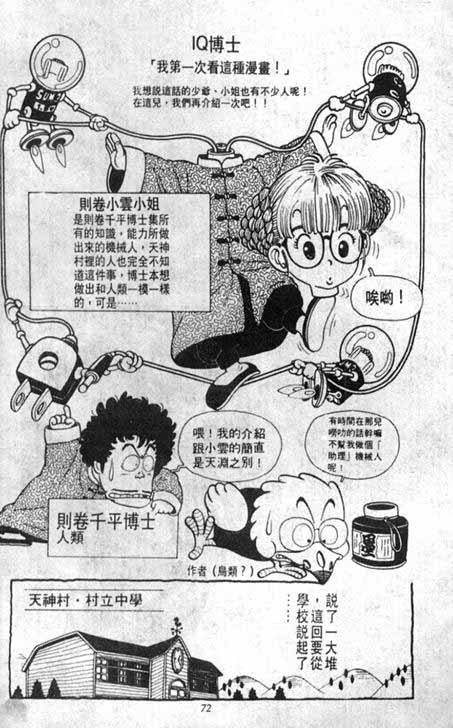 IQ博士
「我第一次看這種漫畫！」
我想説這話的少爺、小姐也有不少人呢！
在這兒，我們再介紹一次吧！！
SUN
則卷小雲小姐
是則卷千平博士集所
有的知識，能力所做
出來的機械人，天神
村裡的人也完全不知
道這件事，博士本想
做出和人類一模一樣
的，可是……
唉喲！
喂！我的介紹
跟小雲的簡直
是天淵之別！
有時間在那兒
嘮叨的話幹嘛
不幫我做個「
助理」機械人
呢！
則卷千平博士
人類
墨
作者（鳥類？）
天神村・村立中學
説了一大堆
，這回要從
學校説起了
……
72